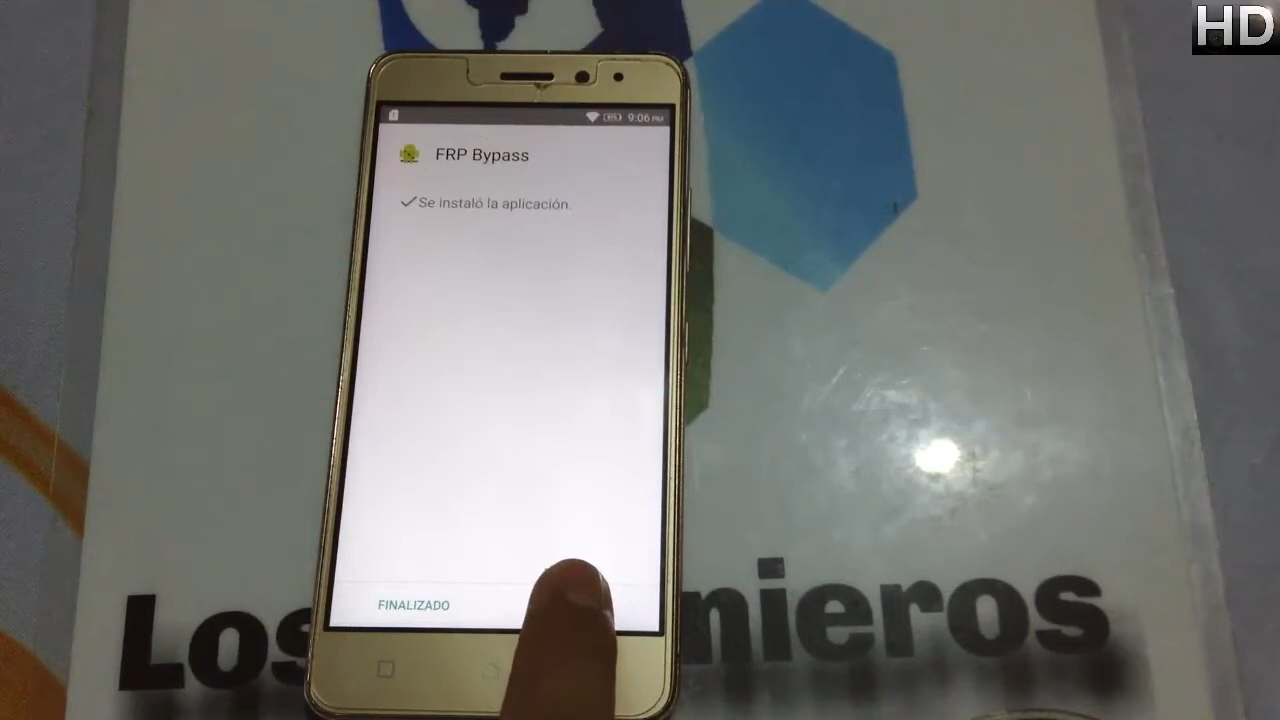 HD
9:06 PM
FRP Bypass
Se instaló la aplicación.
FINALIZADO
Los
nieros